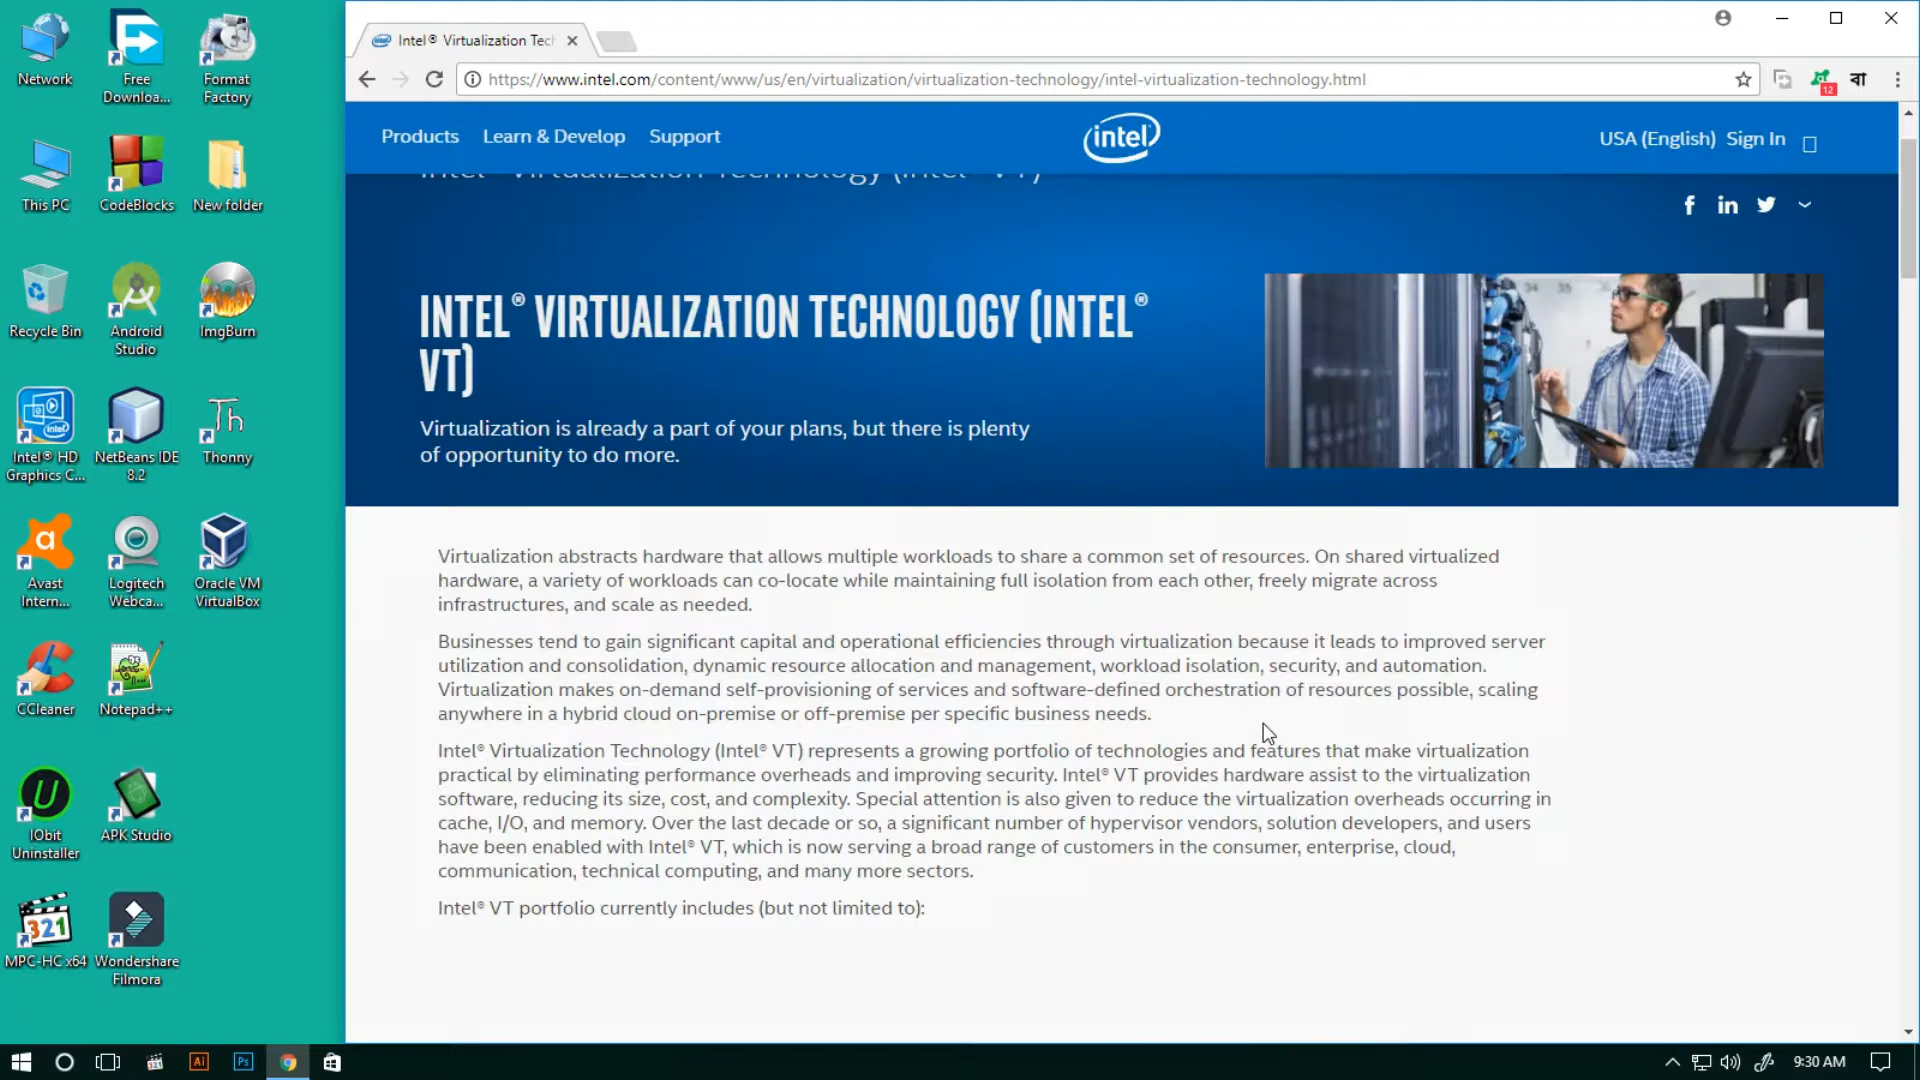 Network
Free
Downloa...
Format
Factory
This PC
CodeBlocks
New folder
Recycle Bin
Android
Studio
ImgBurn
Intel® HD
Graphics C...
NetBeans IDE
8.2
Th
Thonny
Avast
Intern...
Logitech
Webca...
Oracle VM
VirtualBox
CCleaner
Notepad++
IObit
Uninstaller
APK Studio
321
MPC-HC x64
Wondershare
Filmora
Intel® Virtualization Tech
https://www.intel.com/content/www/us/en/virtualization/virtualization-technology/intel-virtualization-technology.html
12
বা
Products Learn & Develop Support
intel
USA (English) Sign In
Intel® Virtualization Technology (Intel® VT)
INTEL® VIRTUALIZATION TECHNOLOGY (INTEL®
VT)
Virtualization is already a part of your plans, but there is plenty
of opportunity to do more.
Virtualization abstracts hardware that allows multiple workloads to share a common set of resources. On shared virtualized
hardware, a variety of workloads can co-locate while maintaining full isolation from each other, freely migrate across
infrastructures, and scale as needed.
Businesses tend to gain significant capital and operational efficiencies through virtualization because it leads to improved server
utilization and consolidation, dynamic resource allocation and management, workload isolation, security, and automation.
Virtualization makes on-demand self-provisioning of services and software-defined orchestration of resources possible, scaling
anywhere in a hybrid cloud on-premise or off-premise per specific business needs.
Intel® Virtualization Technology (Intel® VT) represents a growing portfolio of technologies and features that make virtualization
practical by eliminating performance overheads and improving security. Intel® VT provides hardware assist to the virtualization
software, reducing its size, cost, and complexity. Special attention is also given to reduce the virtualization overheads occurring in
cache, I/O, and memory. Over the last decade or so, a significant number of hypervisor vendors, solution developers, and users
have been enabled with Intel® VT, which is now serving a broad range of customers in the consumer, enterprise, cloud,
communication, technical computing, and many more sectors.
Intel® VT portfolio currently includes (but not limited to):
Ai
Ps
9:30 AM